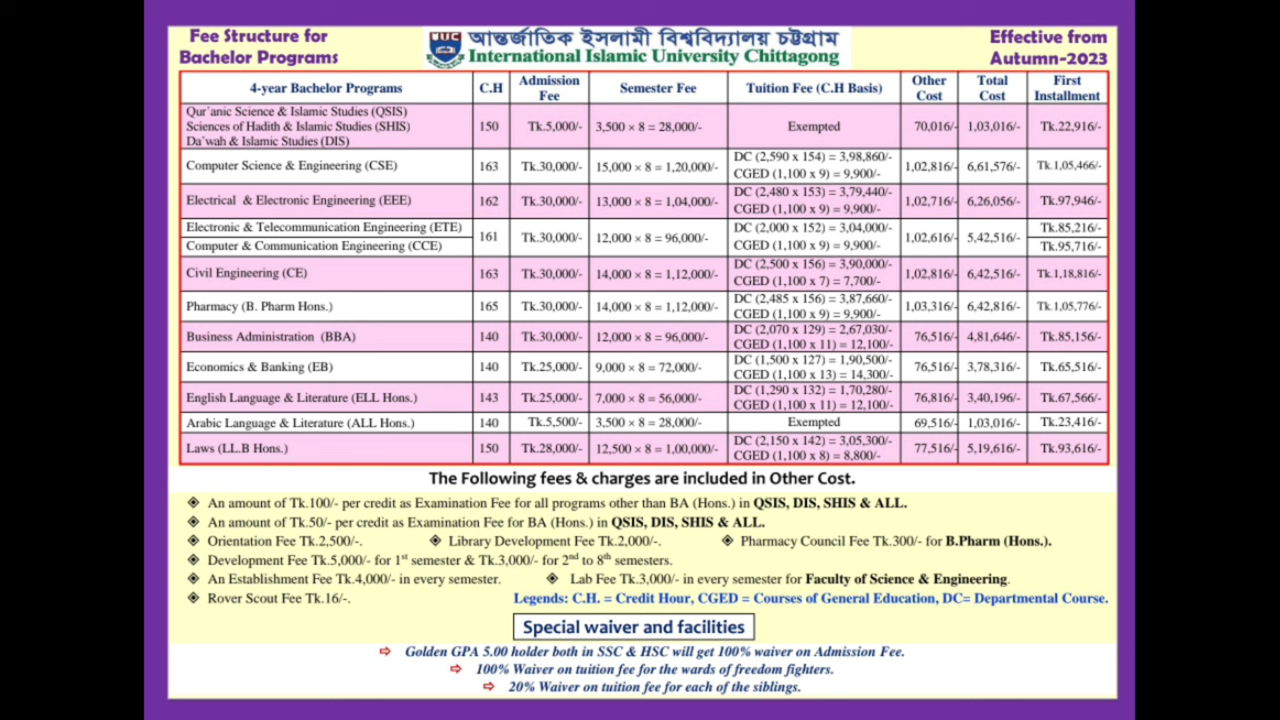 Fee Structure for
Bachelor Programs
IIUC
আন্তর্জাতিক ইসলামী বিশ্ববিদ্যালয় চট্টগ্রাম
International Islamic University Chittagong
Effective from
Autumn-2023
4-year Bachelor Programs C.H Admission Fee Semester Fee Tuition Fee (C.H Basis) Other Cost Total Cost First Installment
Qur'anic Science & Islamic Studies (QSIS)
Sciences of Hadith & Islamic Studies (SHIS)
Da'wah & Islamic Studies (DIS)
150 Tk.5,000/- 3,500 × 8 = 28,000/- Exempted 70,016/- 1,03,016/- Tk.22,916/-
Computer Science & Engineering (CSE) 163 Tk.30,000/- 15,000 × 8 = 1,20,000/- DC (2,590 x 154) = 3,98,860/- CGED (1,100 x 9) = 9,900/- 1,02,816/- 6,61,576/- Tk.1,05,466/-
Electrical & Electronic Engineering (EEE) 162 Tk.30,000/- 13,000 × 8 = 1,04,000/- DC (2,480 x 153) = 3,79,440/- CGED (1,100 x 9) = 9,900/- 1,02,716/- 6,26,056/- Tk.97,946/-
Electronic & Telecommunication Engineering (ETE) 161 Tk.30,000/- 12,000 × 8 = 96,000/- DC (2,000 x 152) = 3,04,000/- CGED (1,100 x 9) = 9,900/- 1,02,616/- 5,42,516/- Tk.85,216/-
Computer & Communication Engineering (CCE) Tk.95,716/-
Civil Engineering (CE) 163 Tk.30,000/- 14,000 × 8 = 1,12,000/- DC (2,500 x 156) = 3,90,000/- CGED (1,100 x 7) = 7,700/- 1,02,816/- 6,42,516/- Tk.1,18,816/-
Pharmacy (B. Pharm Hons.) 165 Tk.30,000/- 14,000 × 8 = 1,12,000/- DC (2,485 x 156) = 3,87,660/- CGED (1,100 x 9) = 9,900/- 1,03,316/- 6,42,816/- Tk.1,05,776/-
Business Administration (BBA) 140 Tk.30,000/- 12,000 × 8 = 96,000/- DC (2,070 x 129) = 2,67,030/- CGED (1,100 x 11) = 12,100/- 76,516/- 4,81,646/- Tk.85,156/-
Economics & Banking (EB) 140 Tk.25,000/- 9,000 × 8 = 72,000/- DC (1,500 x 127) = 1,90,500/- CGED (1,100 x 13) = 14,300/- 76,516/- 3,78,316/- Tk.65,516/-
English Language & Literature (ELL Hons.) 143 Tk.25,000/- 7,000 × 8 = 56,000/- DC (1,290 x 132) = 1,70,280/- CGED (1,100 x 11) = 12,100/- 76,816/- 3,40,196/- Tk.67,566/-
Arabic Language & Literature (ALL Hons.) 140 Tk.5,500/- 3,500 × 8 = 28,000/- Exempted 69,516/- 1,03,016/- Tk.23,416/-
Laws (LL.B Hons.) 150 Tk.28,000/- 12,500 × 8 = 1,00,000/- DC (2,150 x 142) = 3,05,300/- CGED (1,100 x 8) = 8,800/- 77,516/- 5,19,616/- Tk.93,616/-
The Following fees & charges are included in Other Cost.
❖ An amount of Tk.100/- per credit as Examination Fee for all programs other than BA (Hons.) in QSIS, DIS, SHIS & ALL.
❖ An amount of Tk.50/- per credit as Examination Fee for BA (Hons.) in QSIS, DIS, SHIS & ALL.
❖ Orientation Fee Tk.2,500/-. ❖ Library Development Fee Tk.2,000/-. ❖ Pharmacy Council Fee Tk.300/- for B.Pharm (Hons.).
❖ Development Fee Tk.5,000/- for 1st semester & Tk.3,000/- for 2nd to 8th semesters.
❖ An Establishment Fee Tk.4,000/- in every semester. ❖ Lab Fee Tk.3,000/- in every semester for Faculty of Science & Engineering.
❖ Rover Scout Fee Tk.16/-. Legends: C.H. = Credit Hour, CGED = Courses of General Education, DC= Departmental Course.
Special waiver and facilities
⇨ Golden GPA 5.00 holder both in SSC & HSC will get 100% waiver on Admission Fee.
⇨ 100% Waiver on tuition fee for the wards of freedom fighters.
⇨ 20% Waiver on tuition fee for each of the siblings.